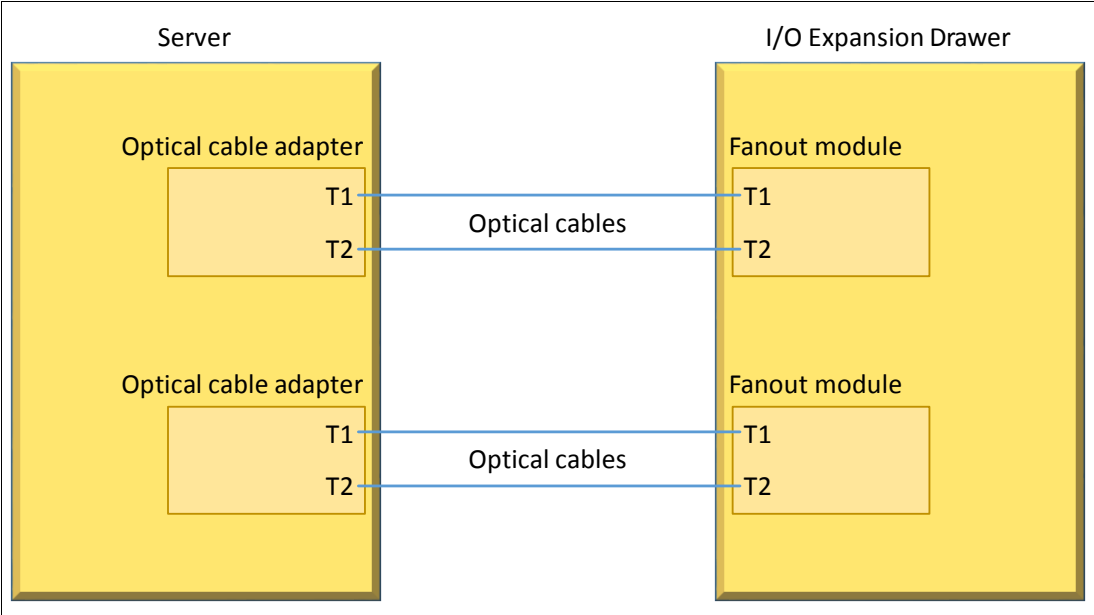 Server
I/O Expansion Drawer
Optical cable adapter
Fanout module
T1
T1
Optical cables
T2
T2
Optical cable adapter
Fanout module
T1
T1
Optical cables
T2
T2